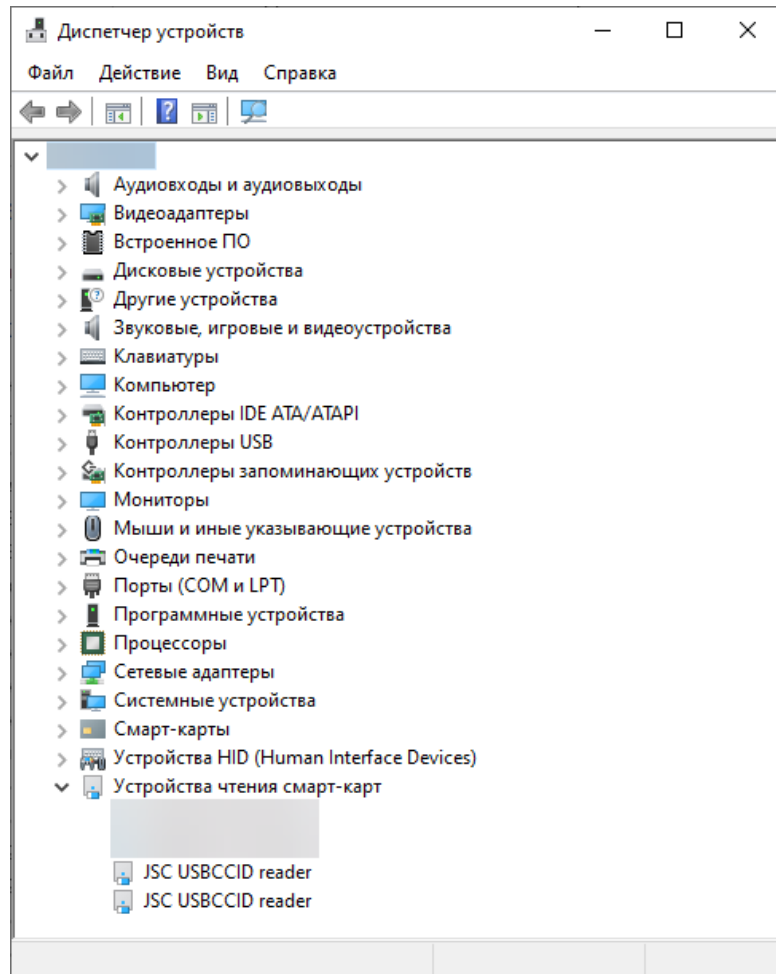 Диспетчер устройств
Файл Действие Вид Справка
Аудиовходы и аудиовыходы
Видеоадаптеры
Встроенное ПО
Дисковые устройства
Другие устройства
Звуковые, игровые и видеоустройства
Клавиатуры
Компьютер
Контроллеры IDE ATA/ATAPI
Контроллеры USB
Контроллеры запоминающих устройств
Мониторы
Мыши и иные указывающие устройства
Очереди печати
Порты (COM и LPT)
Программные устройства
Процессоры
Сетевые адаптеры
Системные устройства
Смарт-карты
Устройства HID (Human Interface Devices)
Устройства чтения смарт-карт
JSC USBCCID reader
JSC USBCCID reader